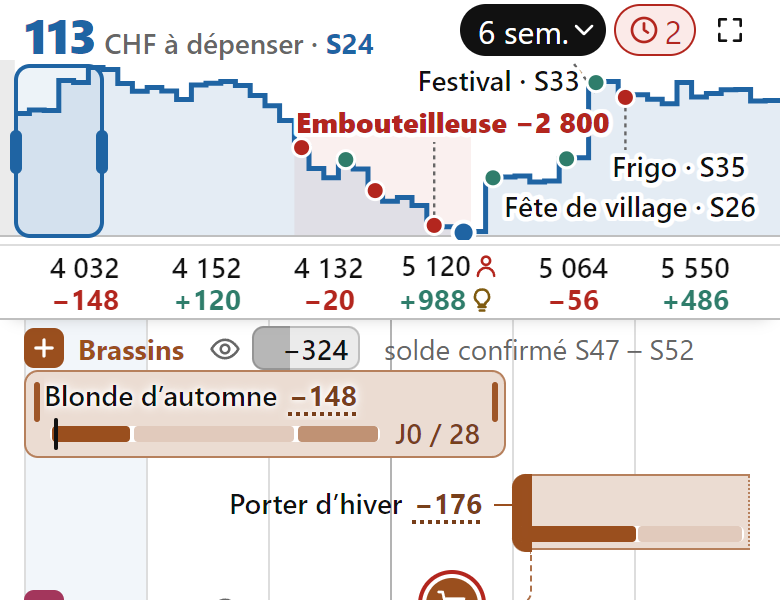 113 CHF à dépenser · S24
6 sem.
2
Festival · S33
Embouteilleuse −2 800
Frigo · S35
Fête de village · S26
4 032 4 152 4 132 5 120 5 064 5 550
−148 +120 −20 +988 −56 +486
Brassins −324 solde confirmé S47 – S52
Blonde d’automne −148
J0 / 28
Porter d’hiver −176